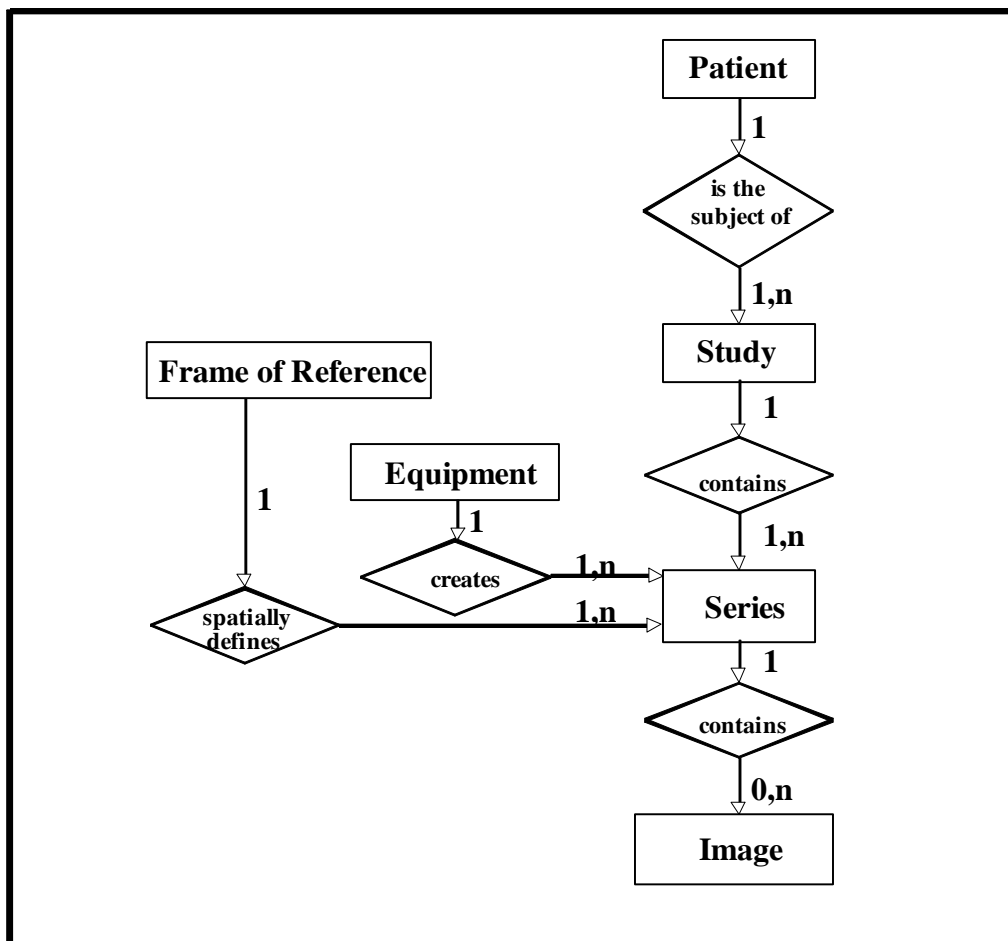 Patient
1
is the
subject of
1,n
Study
1
contains
1,n
Frame of Reference
1
spatially
defines
1,n
Equipment
1
creates
1,n
Series
1
contains
0,n
Image